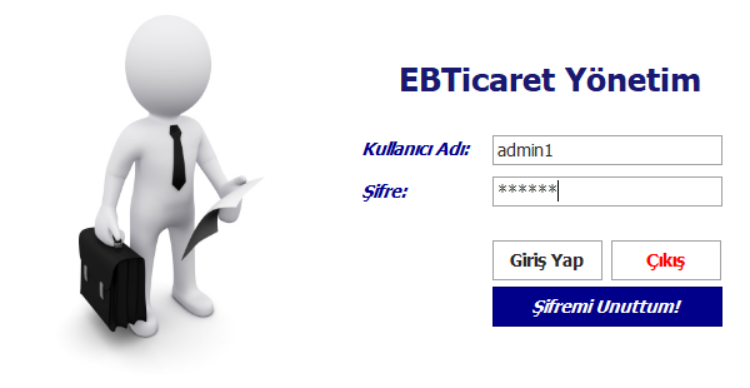 EBTicaret Yönetim
Kullanıcı Adı: admin1
Şifre: ******
Giriş Yap Çıkış
Şifremi Unuttum!